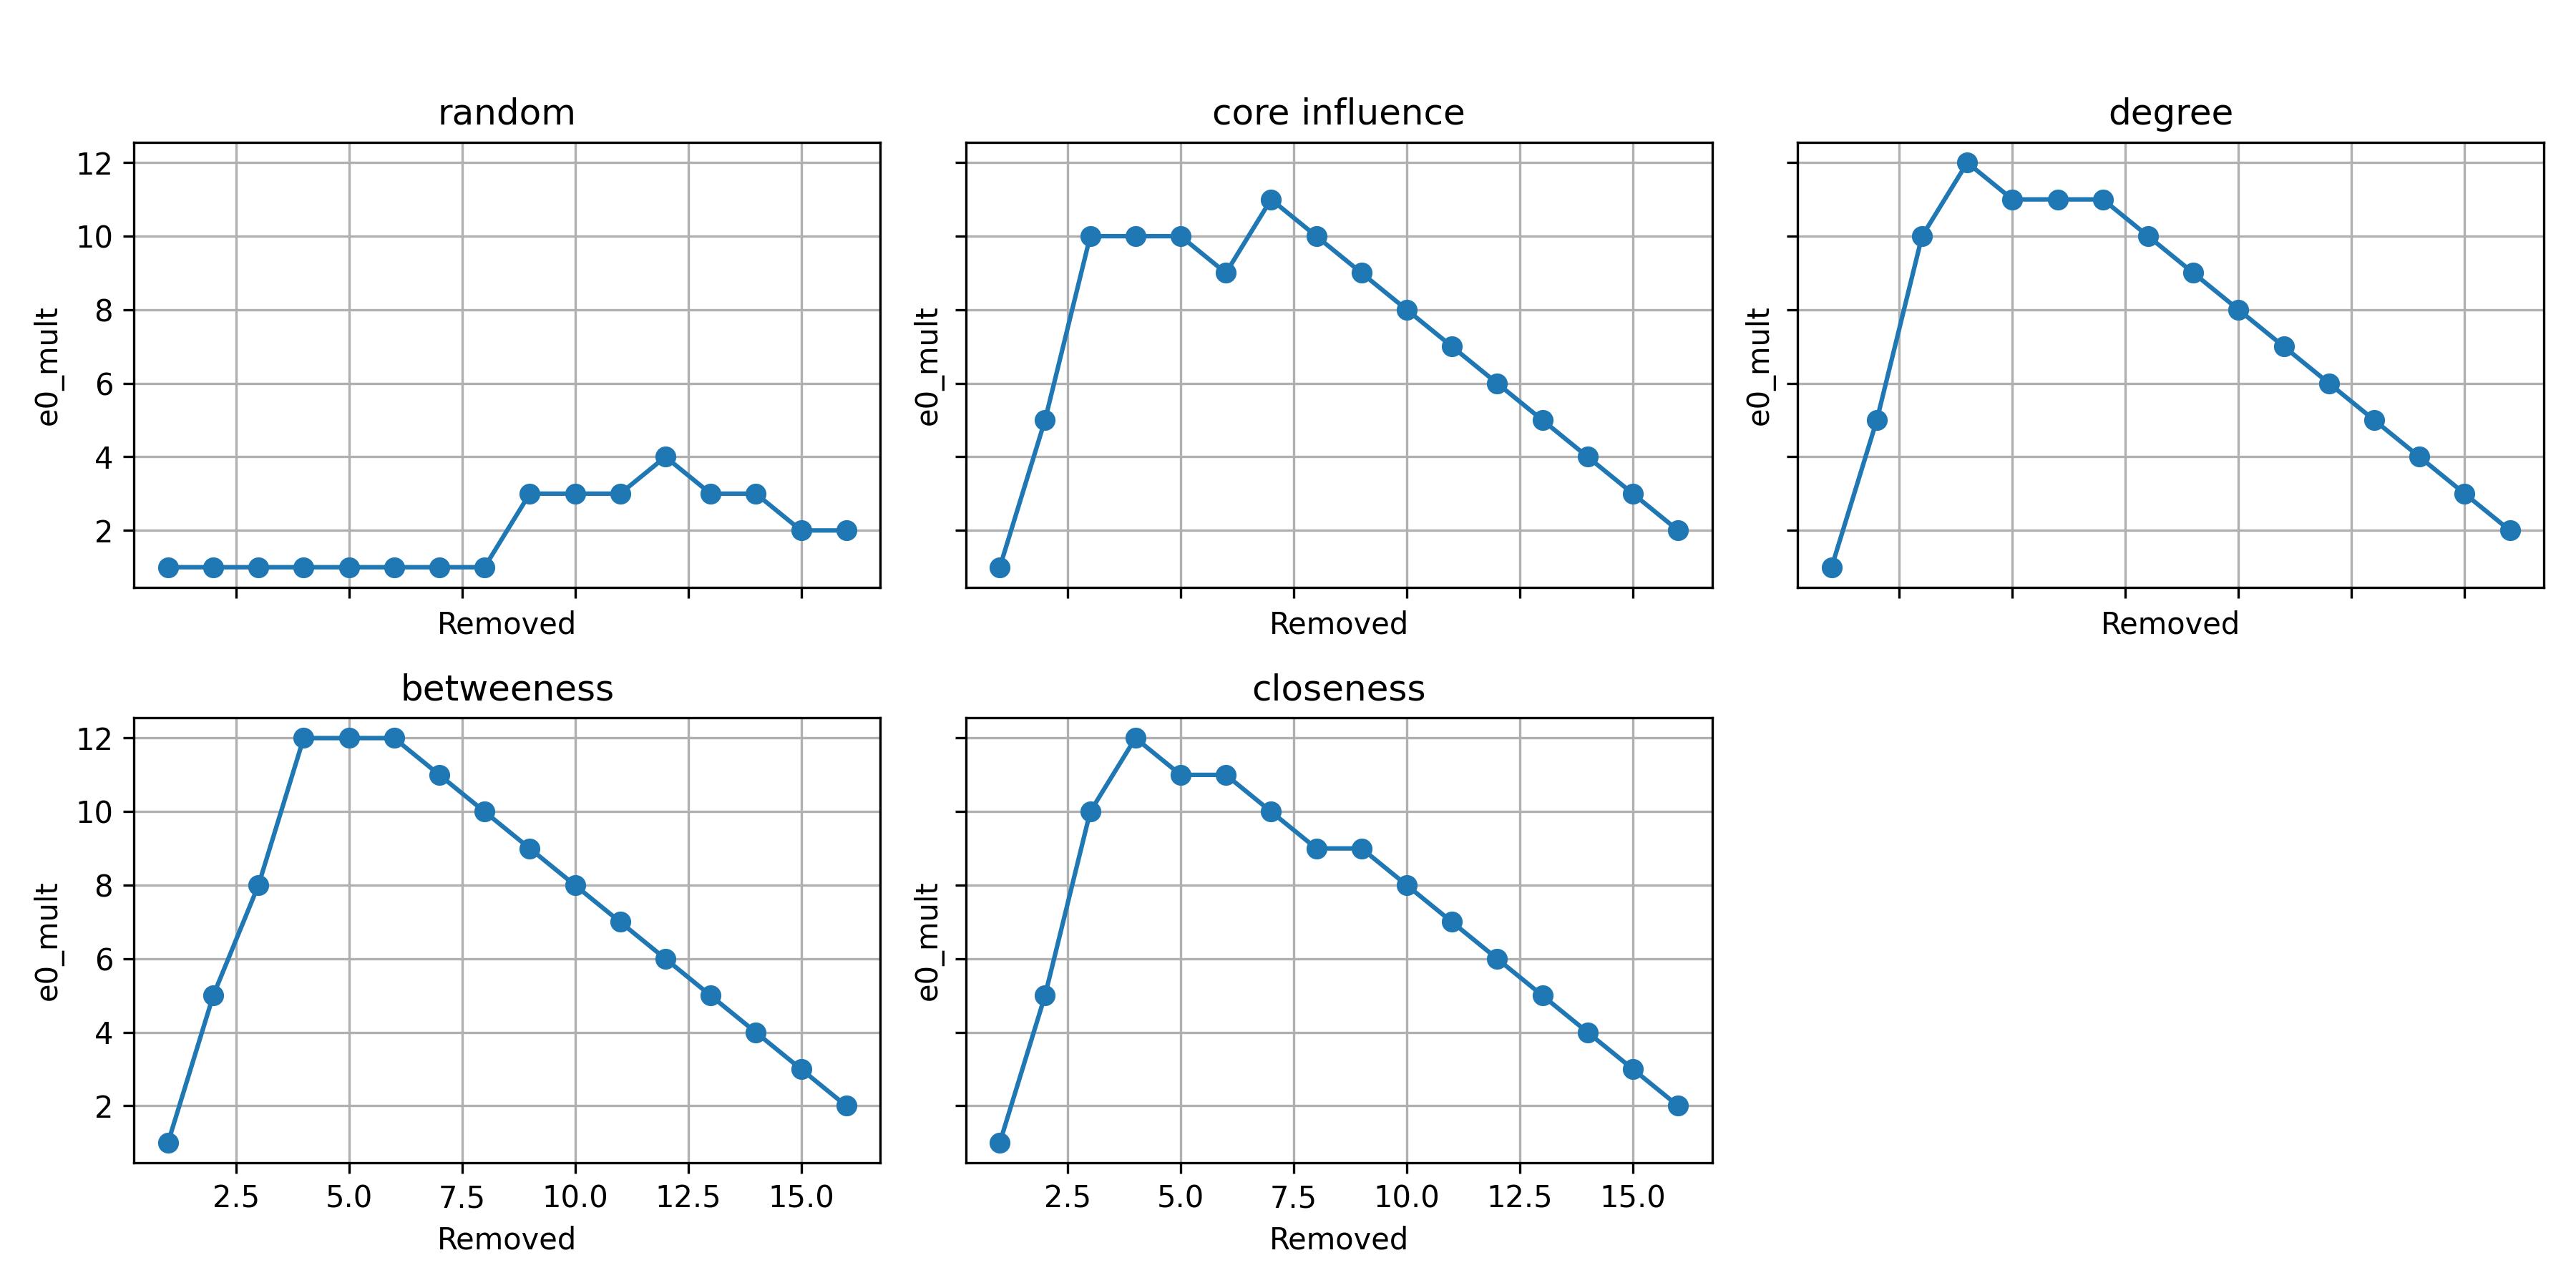 random
12
10
8
6
4
2
e0_mult
Removed
core influence
e0_mult
Removed
degree
e0_mult
Removed
betweeness
12
10
8
6
4
2
e0_mult
2.5 5.0 7.5 10.0 12.5 15.0
Removed
closeness
e0_mult
2.5 5.0 7.5 10.0 12.5 15.0
Removed